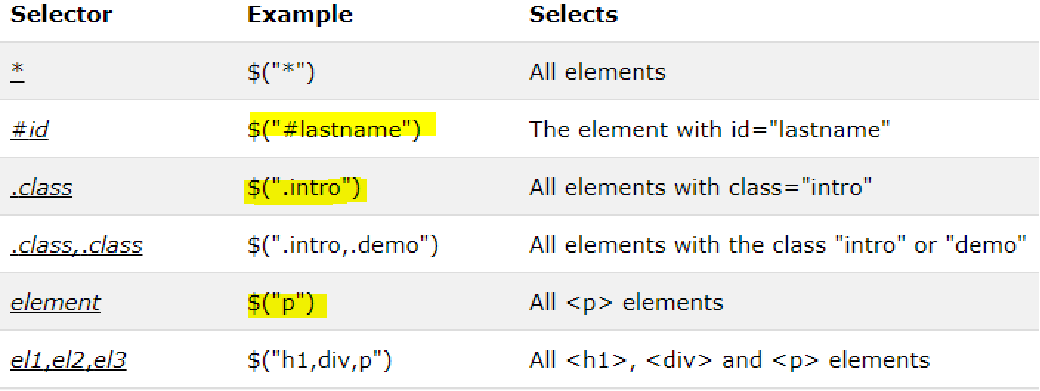 Selector Example Selects
* $("*") All elements
#id $("#lastname") The element with id="lastname"
.class $(".intro") All elements with class="intro"
.class,.class $(".intro,.demo") All elements with the class "intro" or "demo"
element $("p") All <p> elements
el1,el2,el3 $("h1,div,p") All <h1>, <div> and <p> elements